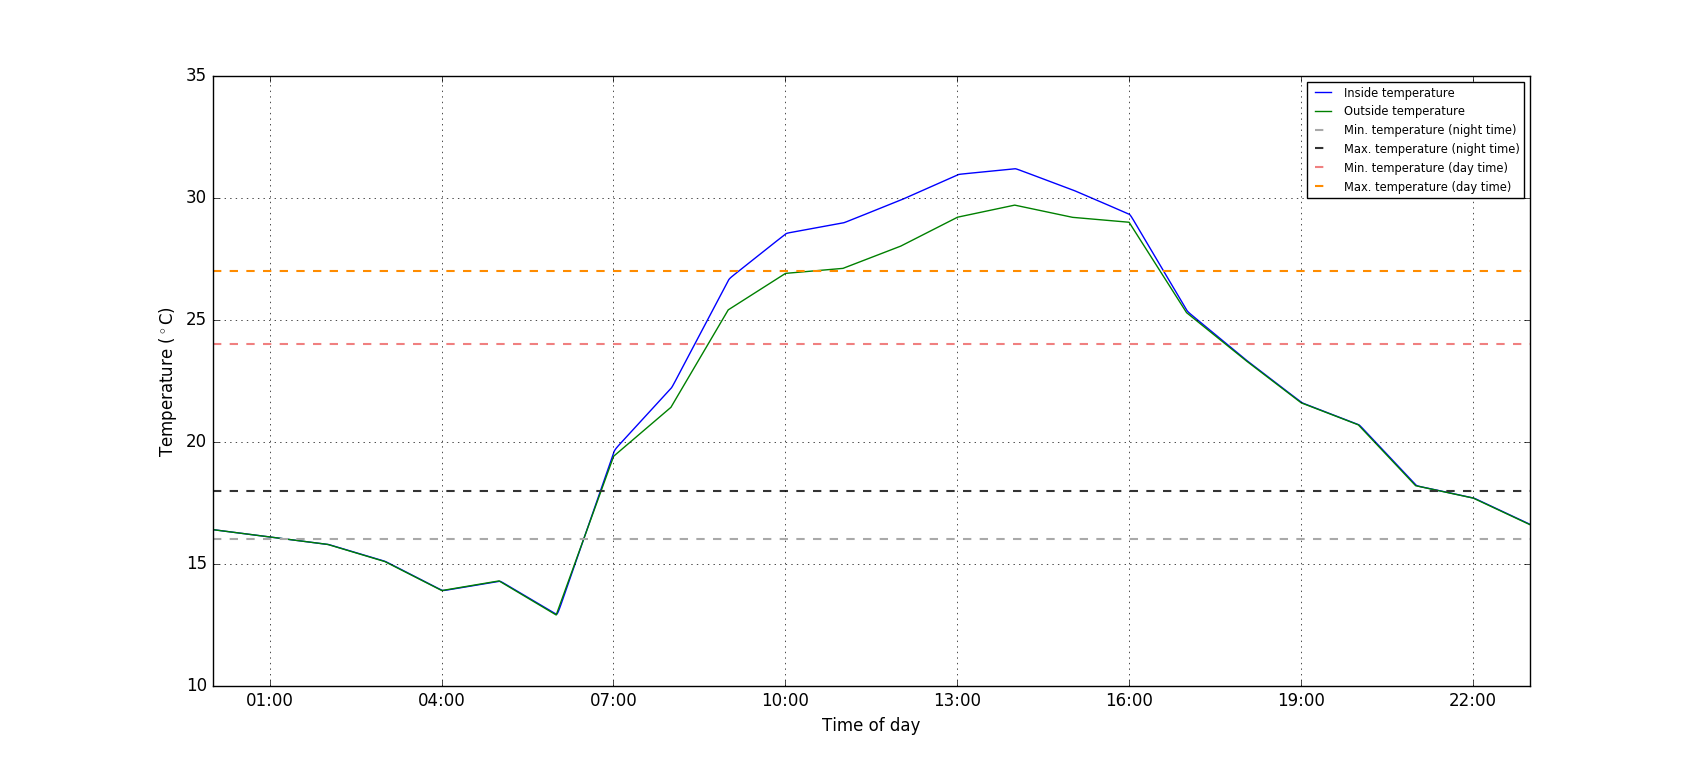 35
30
25
20
15
10
Temperature (°C)
Inside temperature
Outside temperature
Min. temperature (night time)
Max. temperature (night time)
Min. temperature (day time)
Max. temperature (day time)
01:00 04:00 07:00 10:00 13:00 16:00 19:00 22:00
Time of day